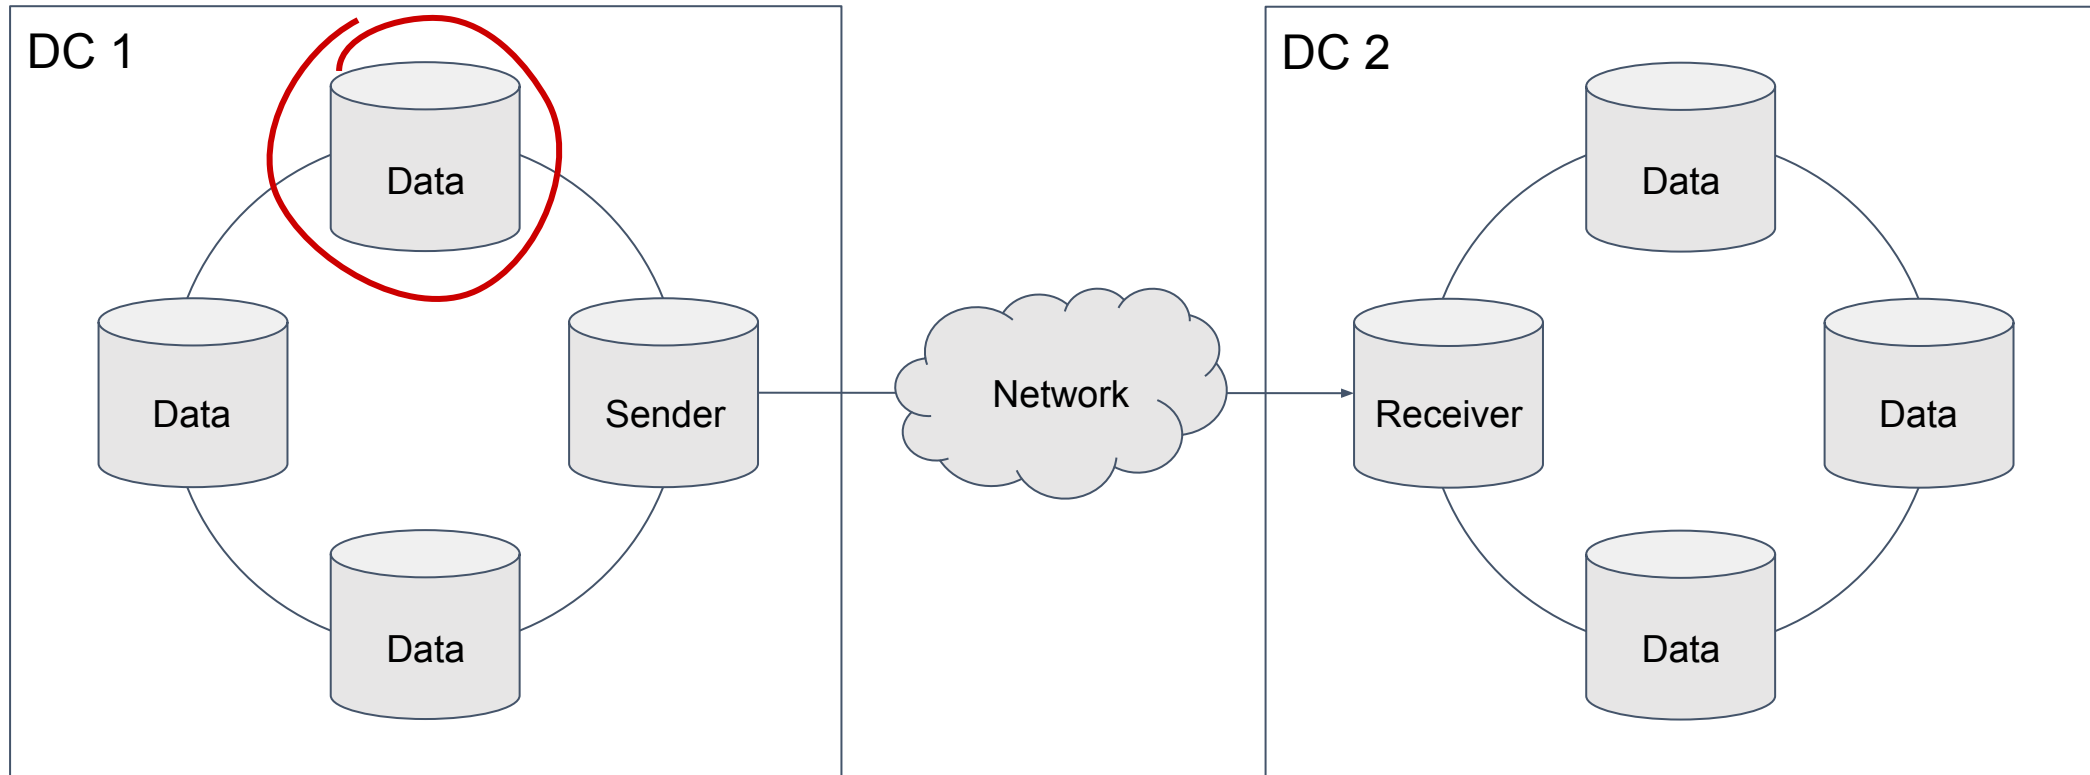 DC 1
Data
Data
Sender
Data
Network
DC 2
Data
Receiver
Data
Data